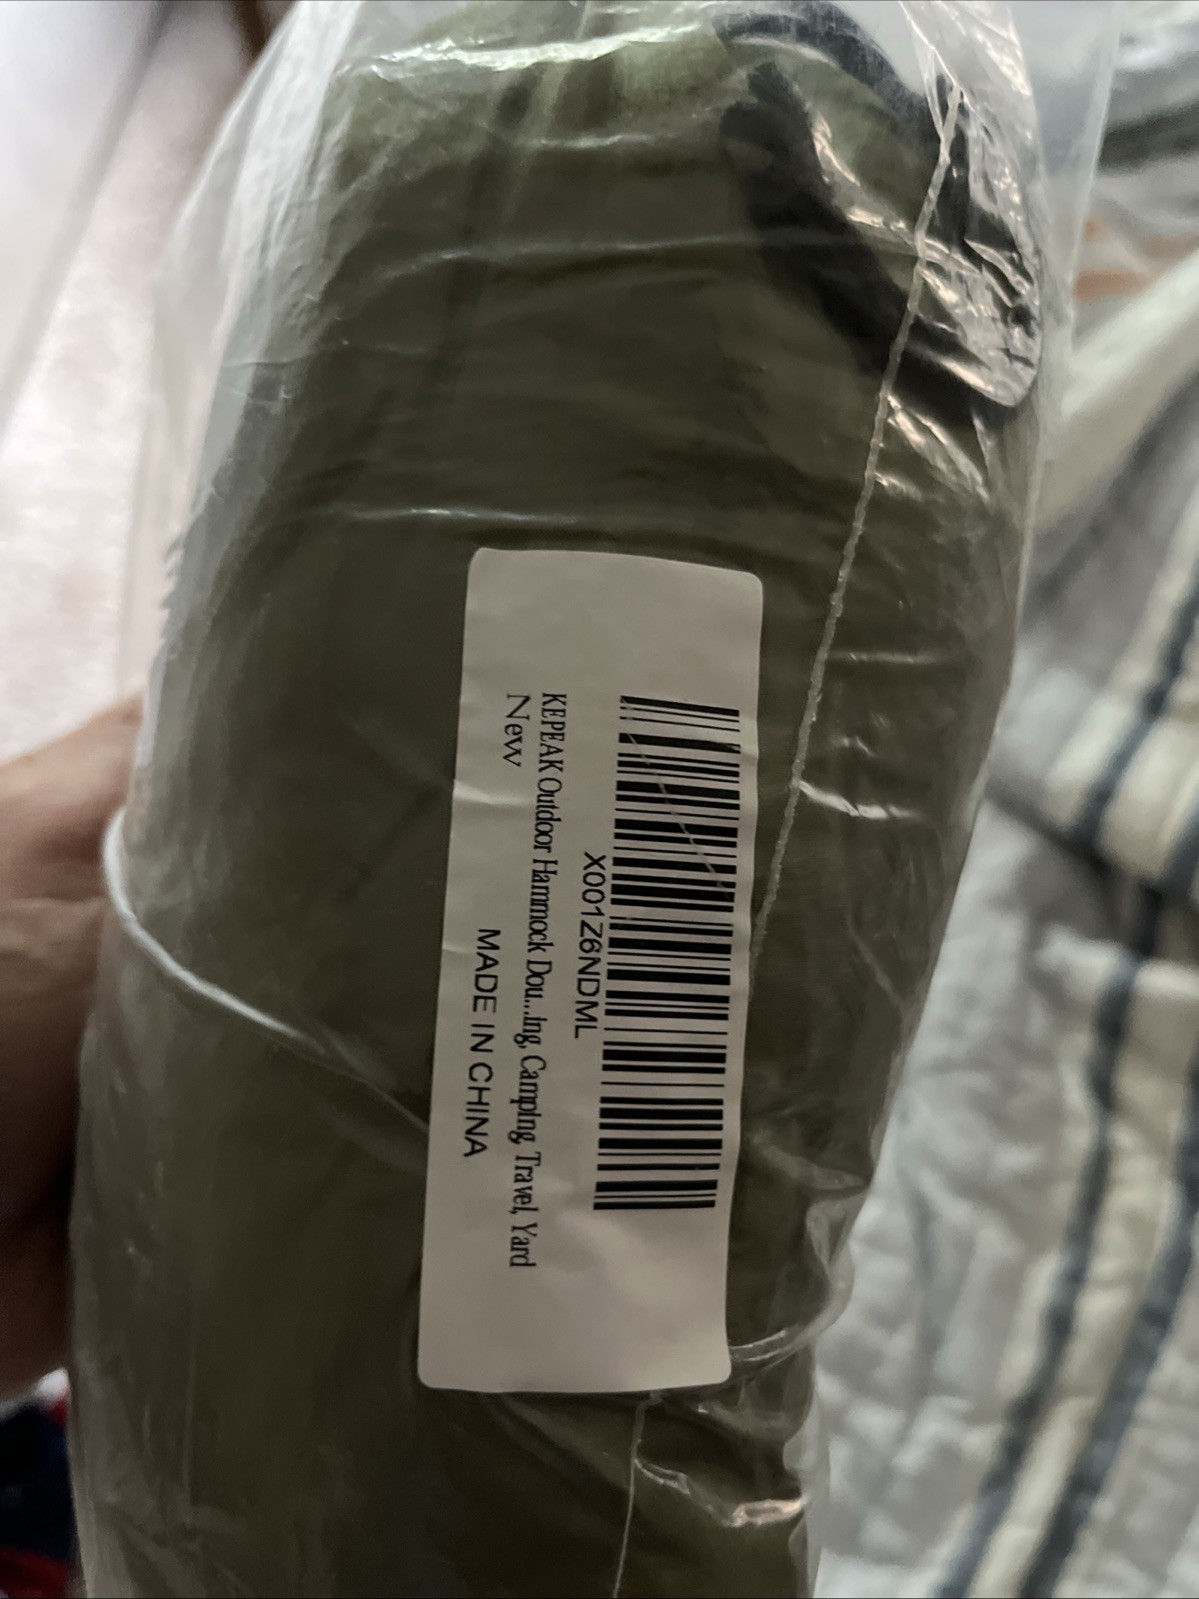 X001Z6NDML
KEPEAK Outdoor Hammock Dou...ing, Camping, Travel, Yard
New
MADE IN CHINA